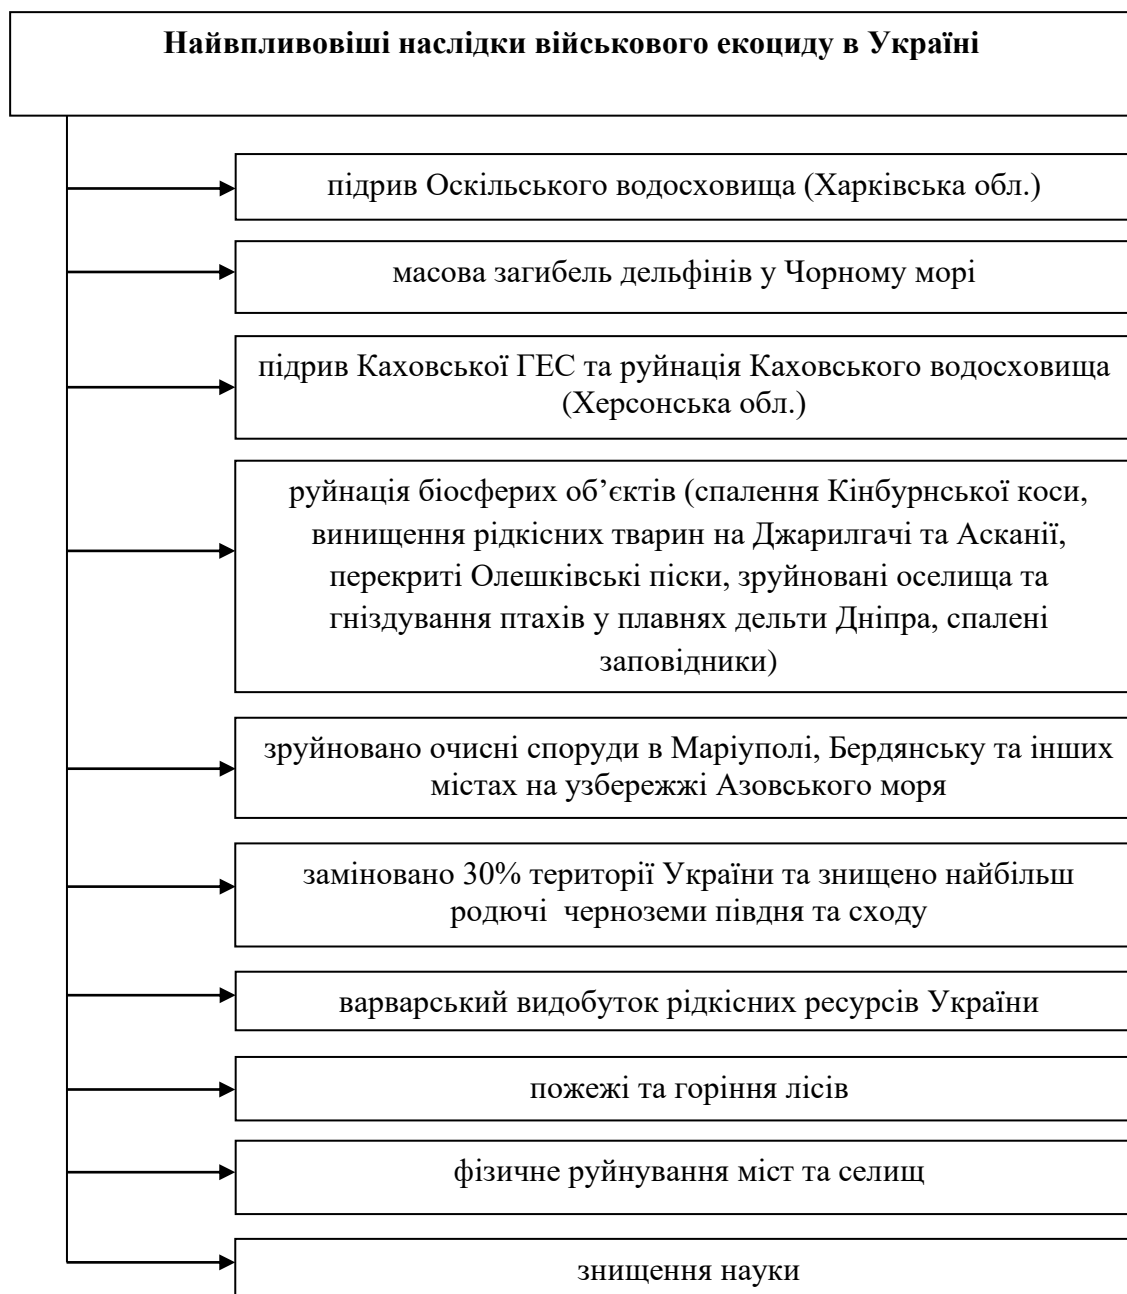 Найвпливовіші наслідки військового екоциду в Україні
підрив Оскільського водосховища (Харківська обл.)
масова загибель дельфінів у Чорному морі
підрив Каховської ГЕС та руйнація Каховського водосховища
(Херсонська обл.)
руйнація біосферих об’єктів (спалення Кінбурнської коси,
винищення рідкісних тварин на Джарилгачі та Асканії,
перекриті Олешківські піски, зруйновані оселища та
гніздування птахів у плавнях дельти Дніпра, спалені
заповідники)
зруйновано очисні споруди в Маріуполі, Бердянську та інших
містах на узбережжі Азовського моря
заміновано 30% території України та знищено найбільш
родючі  черноземи півдня та сходу
варварський видобуток рідкісних ресурсів України
пожежі та горіння лісів
фізичне руйнування міст та селищ
знищення науки